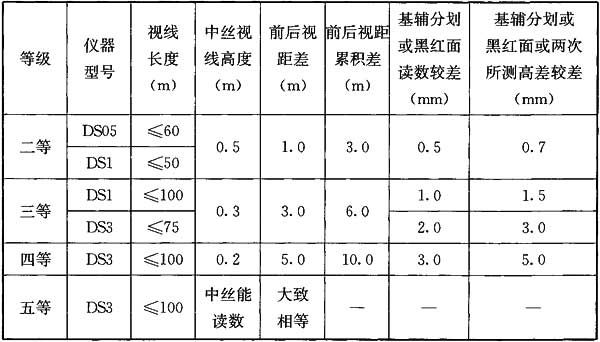 等级 仪器型号 视线长度（m） 中丝视线高度（m） 前后视距差（m） 前后视距累积差（m） 基辅分划或黑红面读数较差（mm） 基辅分划或黑红面或两次所测高差较差（mm）
二等 DS05 ≤60 0.5 1.0 3.0 0.5 0.7
DS1 ≤50
三等 DS1 ≤100 0.3 3.0 6.0 1.0 1.5
DS3 ≤75 2.0 3.0
四等 DS3 ≤100 0.2 5.0 10.0 3.0 5.0
五等 DS3 ≤100 中丝能读数 大致相等 — — —